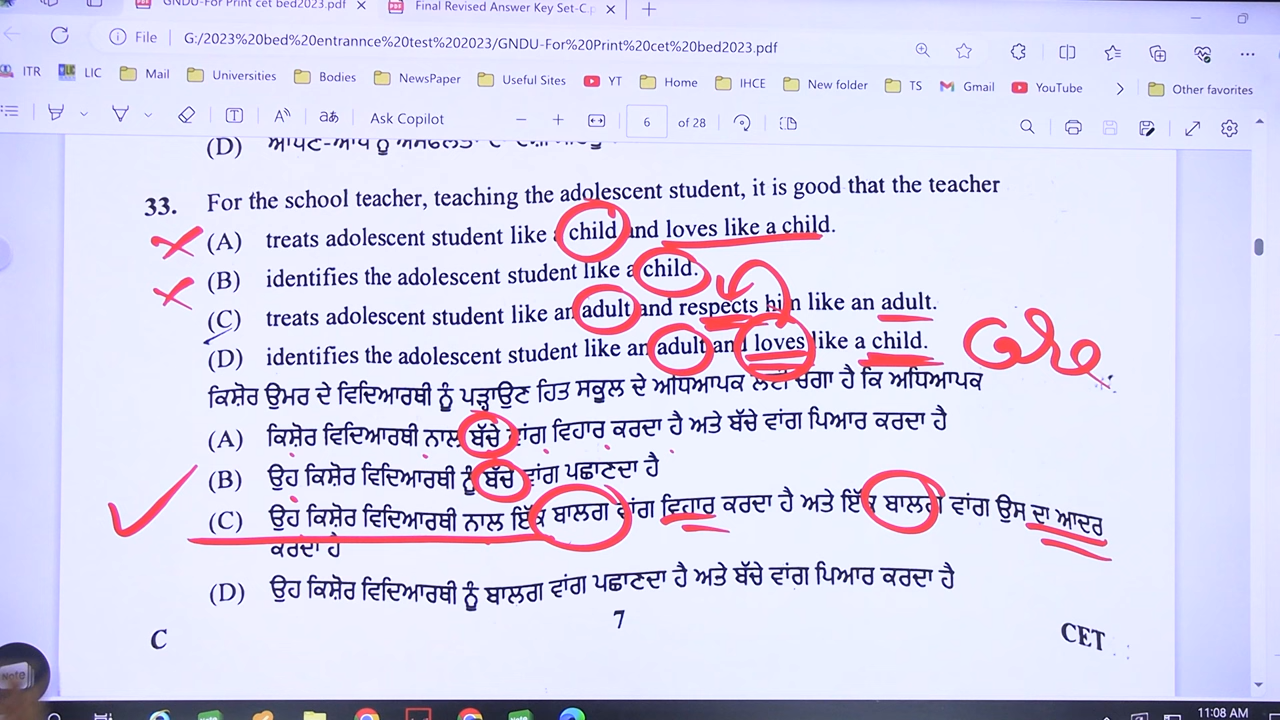 GNDU-For Print cet bed2023.pdf
Final Revised Answer Key Set-C.p
File G:/2023%20bed%20entrannce%20test%202023/GNDU-For%20Print%20cet%20bed2023.pdf
ITR LIC Mail Universities Bodies NewsPaper Useful Sites YT Home IHCE New folder TS Gmail YouTube Other favorites
Ask Copilot 6 of 28
(D)
33. For the school teacher, teaching the adolescent student, it is good that the teacher
(A) treats adolescent student like a child and loves like a child.
(B) identifies the adolescent student like a child.
(C) treats adolescent student like an adult and respects him like an adult.
(D) identifies the adolescent student like an adult and loves like a child.
ਕਿਸ਼ੋਰ ਉਮਰ ਦੇ ਵਿਦਿਆਰਥੀ ਨੂੰ ਪੜ੍ਹਾਉਣ ਹਿਤ ਸਕੂਲ ਦੇ ਅਧਿਆਪਕ ਲਈ ਚੰਗਾ ਹੈ ਕਿ ਅਧਿਆਪਕ
(A) ਕਿਸ਼ੋਰ ਵਿਦਿਆਰਥੀ ਨਾਲ ਬੱਚੇ ਵਾਂਗ ਵਿਹਾਰ ਕਰਦਾ ਹੈ ਅਤੇ ਬੱਚੇ ਵਾਂਗ ਪਿਆਰ ਕਰਦਾ ਹੈ
(B) ਉਹ ਕਿਸ਼ੋਰ ਵਿਦਿਆਰਥੀ ਨੂੰ ਬੱਚੇ ਵਾਂਗ ਪਛਾਣਦਾ ਹੈ
(C) ਉਹ ਕਿਸ਼ੋਰ ਵਿਦਿਆਰਥੀ ਨਾਲ ਇੱਕ ਬਾਲਗ ਵਾਂਗ ਵਿਹਾਰ ਕਰਦਾ ਹੈ ਅਤੇ ਇੱਕ ਬਾਲਗ ਵਾਂਗ ਉਸ ਦਾ ਆਦਰ
ਕਰਦਾ ਹੈ
(D) ਉਹ ਕਿਸ਼ੋਰ ਵਿਦਿਆਰਥੀ ਨੂੰ ਬਾਲਗ ਵਾਂਗ ਪਛਾਣਦਾ ਹੈ ਅਤੇ ਬੱਚੇ ਵਾਂਗ ਪਿਆਰ ਕਰਦਾ ਹੈ
7
C CET
Note
11:08 AM